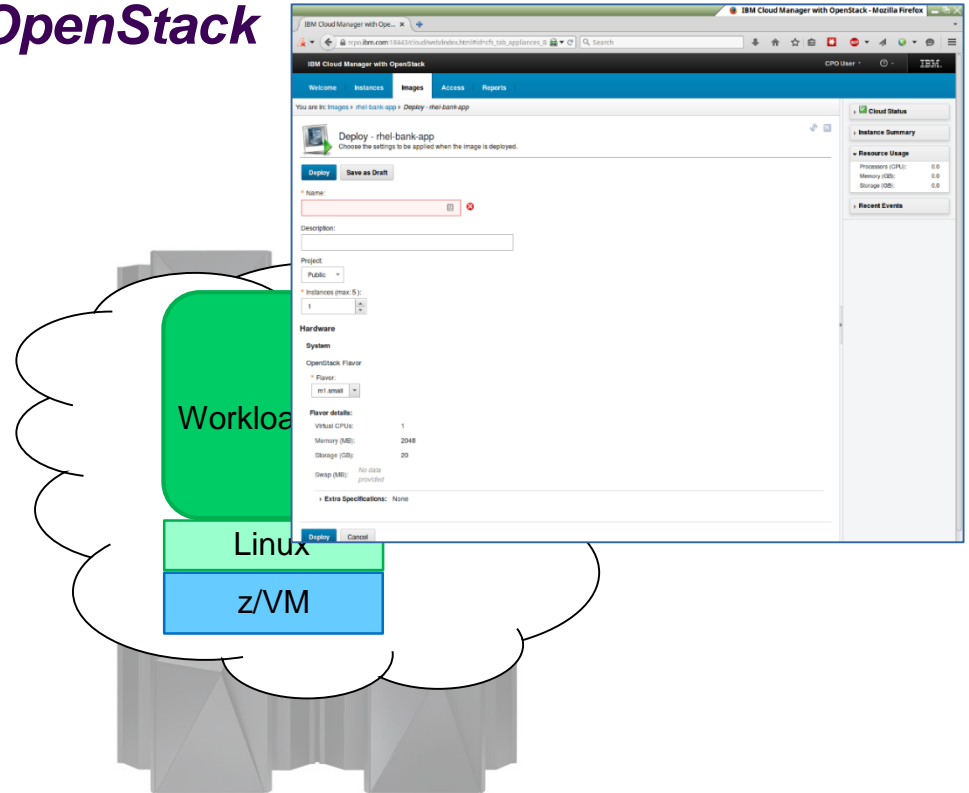 OpenStack
IBM Cloud Manager with OpenStack - Mozilla Firefox
IBM Cloud Manager with Ope...
Search
IBM Cloud Manager with OpenStack
CPO User
IBM.
Welcome Instances Images Access Reports
You are in: Images › rhel-bank-app › Deploy - rhel-bank-app
Deploy - rhel-bank-app
Choose the settings to be applied when the image is deployed.
Deploy Save as Draft
* Name:
Description:
Project:
Public
* Instances (max: 5 ):
1
Hardware
System
OpenStack Flavor
* Flavor:
m1.small
Flavor details:
Virtual CPUs: 1
Memory (MB): 2048
Storage (GB): 20
Swap (MB): No data provided
› Extra Specifications: None
Deploy Cancel
Cloud Status
Instance Summary
Resource Usage
Processors (CPU): 0.0
Memory (GB): 0.0
Storage (GB): 0.0
Recent Events
Workloa
Linux
z/VM